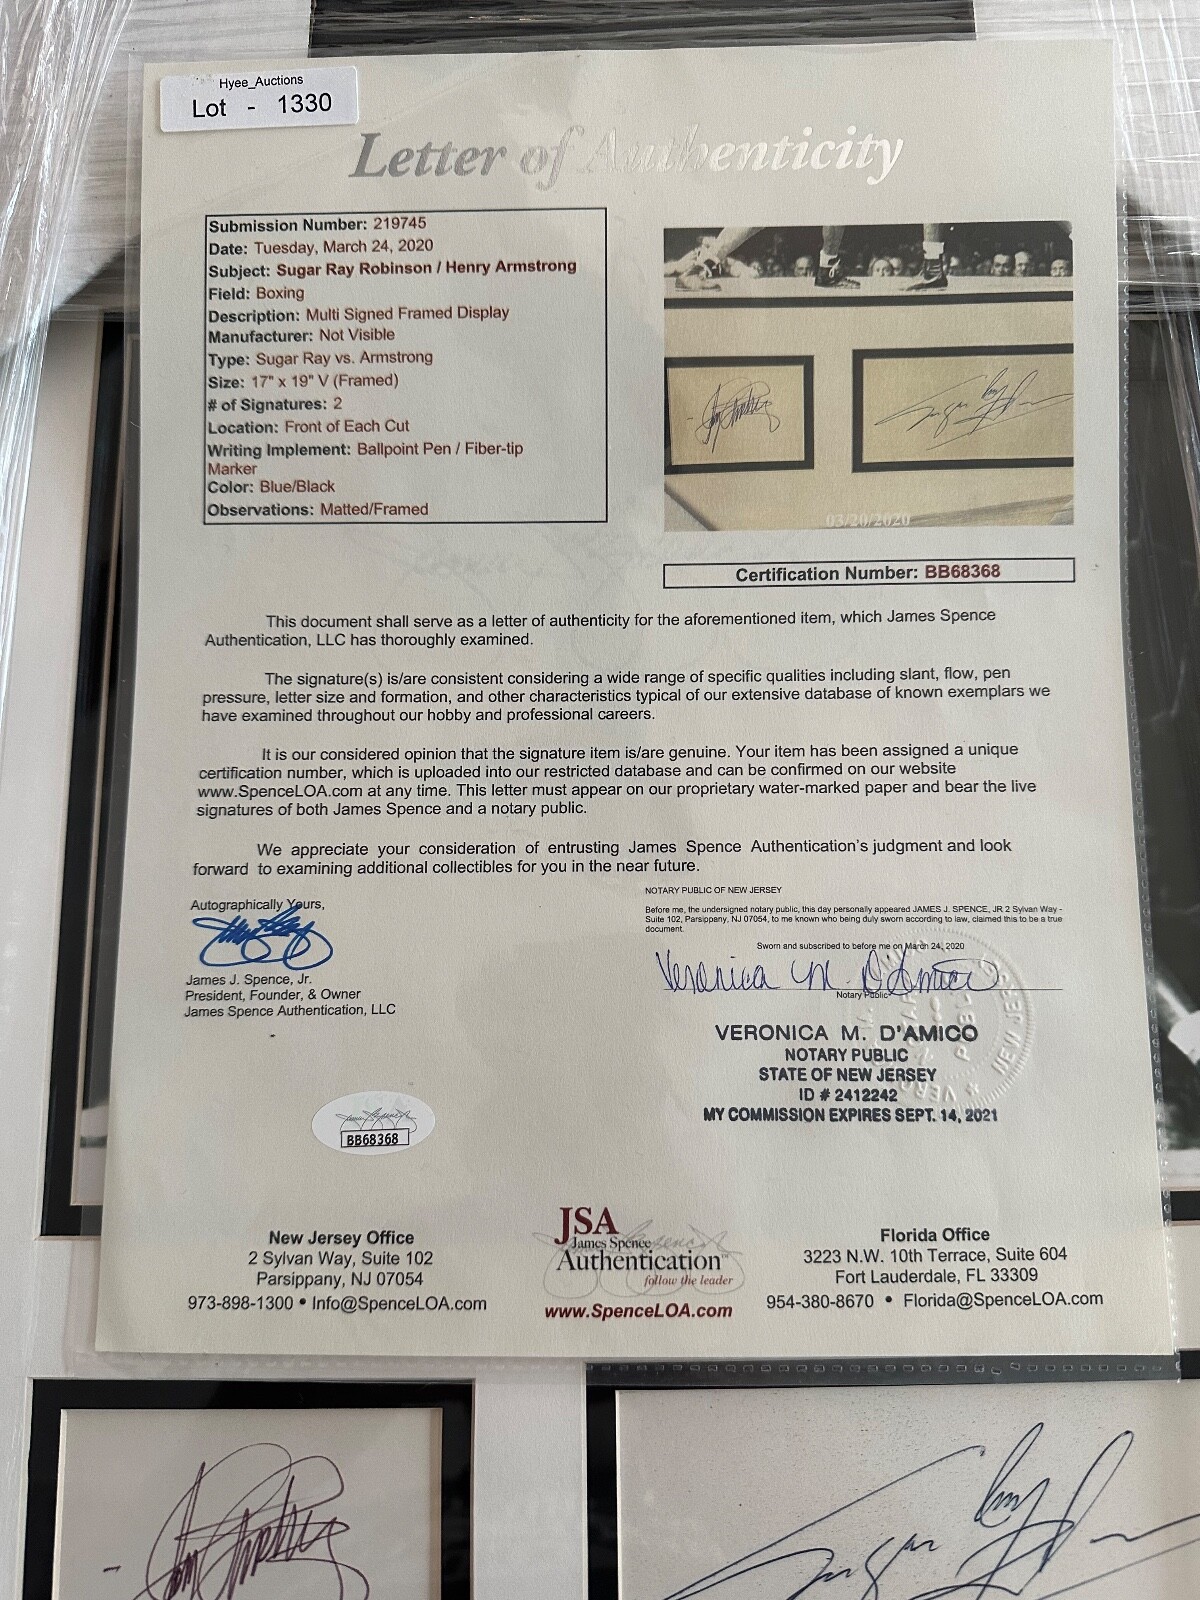 Hyee_Auctions
Lot - 1330
Letter of Authenticity
Submission Number: 219745
Date: Tuesday, March 24, 2020
Subject: Sugar Ray Robinson / Henry Armstrong
Field: Boxing
Description: Multi Signed Framed Display
Manufacturer: Not Visible
Type: Sugar Ray vs. Armstrong
Size: 17" x 19" V (Framed)
# of Signatures: 2
Location: Front of Each Cut
Writing Implement: Ballpoint Pen / Fiber-tip
Marker
Color: Blue/Black
Observations: Matted/Framed
03/20/2020
Certification Number: BB68368
This document shall serve as a letter of authenticity for the aforementioned item, which James Spence
Authentication, LLC has thoroughly examined.
The signature(s) is/are consistent considering a wide range of specific qualities including slant, flow, pen
pressure, letter size and formation, and other characteristics typical of our extensive database of known exemplars we
have examined throughout our hobby and professional careers.
It is our considered opinion that the signature item is/are genuine. Your item has been assigned a unique
certification number, which is uploaded into our restricted database and can be confirmed on our website
www.SpenceLOA.com at any time. This letter must appear on our proprietary water-marked paper and bear the live
signatures of both James Spence and a notary public.
We appreciate your consideration of entrusting James Spence Authentication's judgment and look
forward to examining additional collectibles for you in the near future.
Autographically Yours,
James J. Spence, Jr.
President, Founder, & Owner
James Spence Authentication, LLC
NOTARY PUBLIC OF NEW JERSEY
Before me, the undersigned notary public, this day personally appeared JAMES J. SPENCE, JR 2 Sylvan Way -
Suite 102, Parsippany, NJ 07054, to me known who being duly sworn according to law, claimed this to be a true
document.
Sworn and subscribed to before me on March 24, 2020
Veronica M. D'Amico
Notary Public
VERONICA M. D'AMICO
NOTARY PUBLIC
STATE OF NEW JERSEY
ID # 2412242
MY COMMISSION EXPIRES SEPT. 14, 2021
BB68368
New Jersey Office
2 Sylvan Way, Suite 102
Parsippany, NJ 07054
973-898-1300 • Info@SpenceLOA.com
JSA
James Spence
Authentication™
follow the leader
www.SpenceLOA.com
Florida Office
3223 N.W. 10th Terrace, Suite 604
Fort Lauderdale, FL 33309
954-380-8670 • Florida@SpenceLOA.com
Sugar Ray